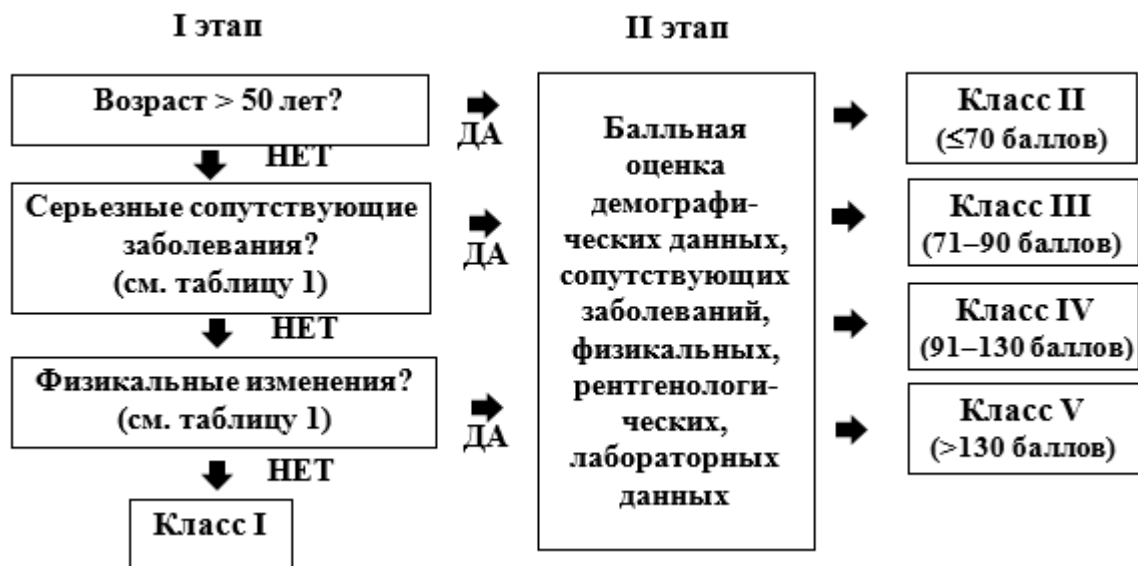 I этап
II этап
Возраст > 50 лет?
ДА
НЕТ
Серьезные сопутствующие
заболевания?
(см. таблицу 1)
ДА
НЕТ
Физикальные изменения?
(см. таблицу 1)
ДА
НЕТ
Класс I
Балльная
оценка
демографи-
ческих данных,
сопутствующих
заболеваний,
физикальных,
рентгенологи-
ческих,
лабораторных
данных
Класс II
(≤70 баллов)
Класс III
(71–90 баллов)
Класс IV
(91–130 баллов)
Класс V
(>130 баллов)